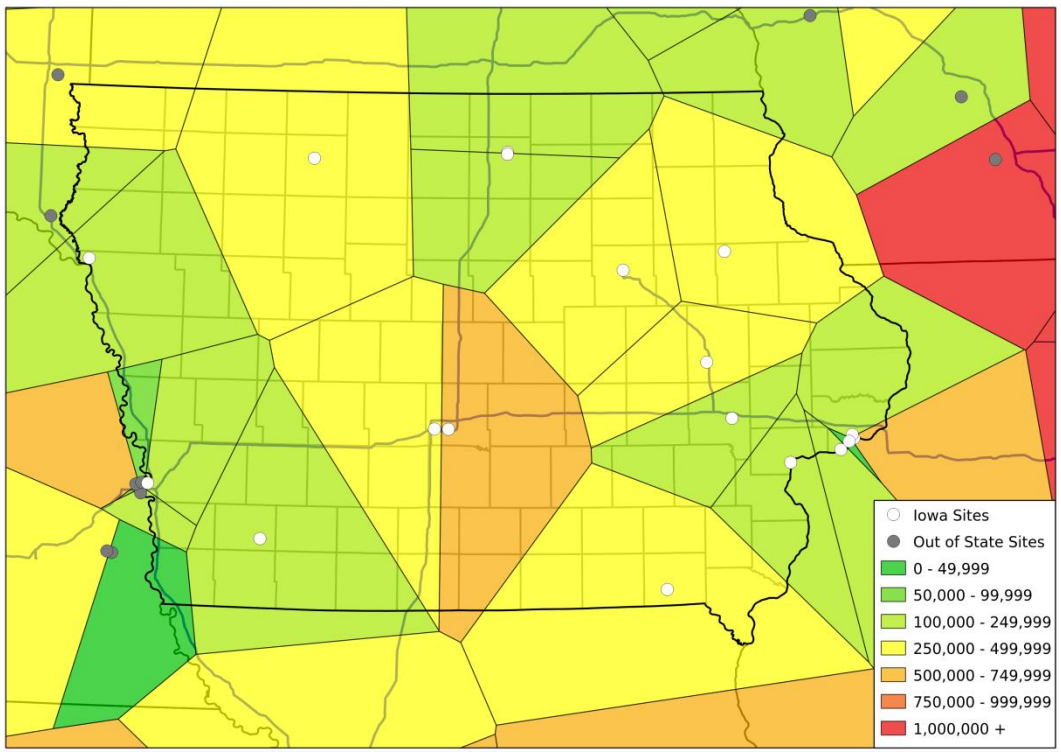 Iowa Sites
Out of State Sites
0 - 49,999
50,000 - 99,999
100,000 - 249,999
250,000 - 499,999
500,000 - 749,999
750,000 - 999,999
1,000,000 +